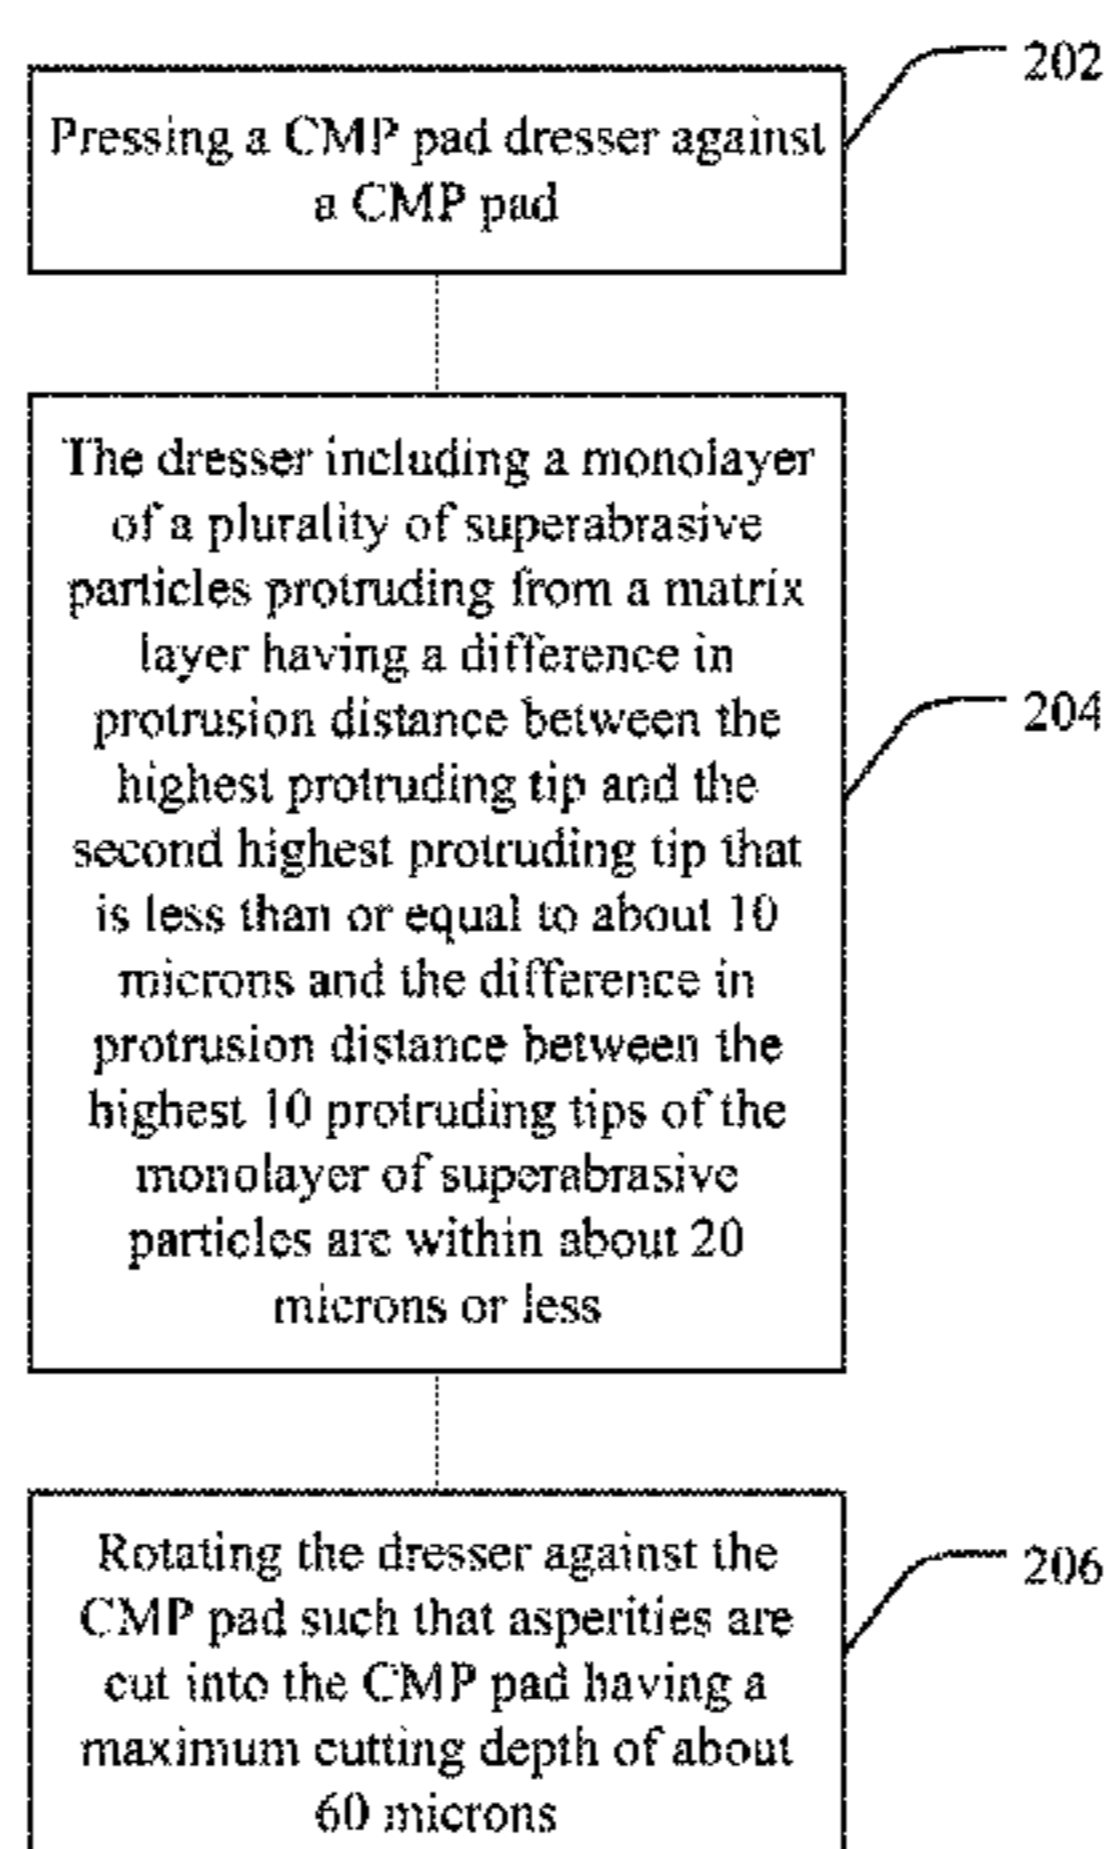 202
Pressing a CMP pad dresser against
a CMP pad
The dresser including a monolayer
of a plurality of superabrasive
particles protruding from a matrix
layer having a difference in
protrusion distance between the
highest protruding tip and the
second highest protruding tip that
is less than or equal to about 10
microns and the difference in
protrusion distance between the
highest 10 protruding tips of the
monolayer of superabrasive
particles are within about 20
microns or less
204
Rotating the dresser against the
CMP pad such that asperities are
cut into the CMP pad having a
maximum cutting depth of about
60 microns
206